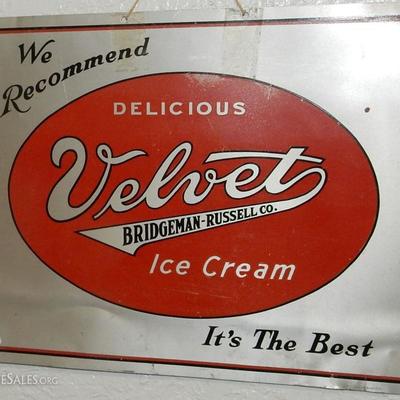 We
Recommend
DELICIOUS
Velvet
BRIDGEMAN-RUSSELL CO.
Ice Cream
It's The Best